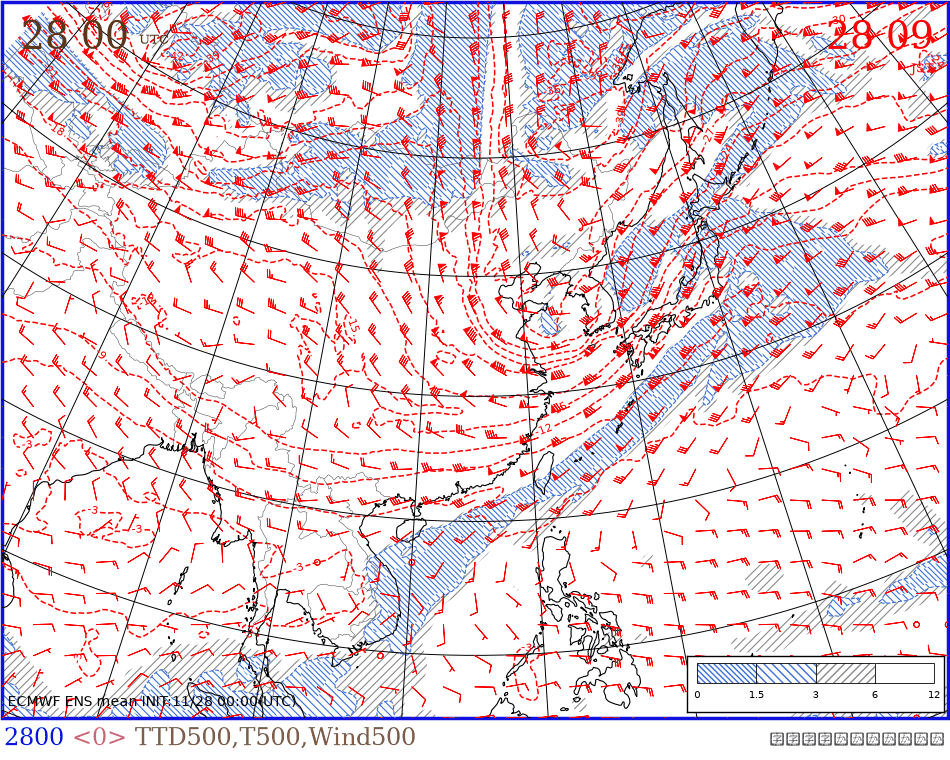 28 00 UTC 28 09
ECMWF ENS mean INIT:11/28 00:00(UTC)
0 1.5 3 6 12
2800 <0> TTD500,T500,Wind500